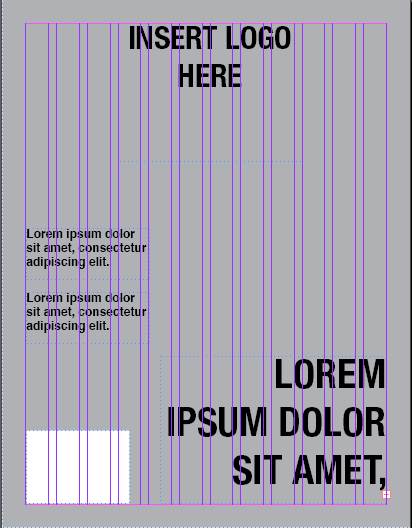 INSERT LOGO
HERE
Lorem ipsum dolor
sit amet, consectetur
adipiscing elit.
Lorem ipsum dolor
sit amet, consectetur
adipiscing elit.
LOREM
IPSUM DOLOR
SIT AMET,